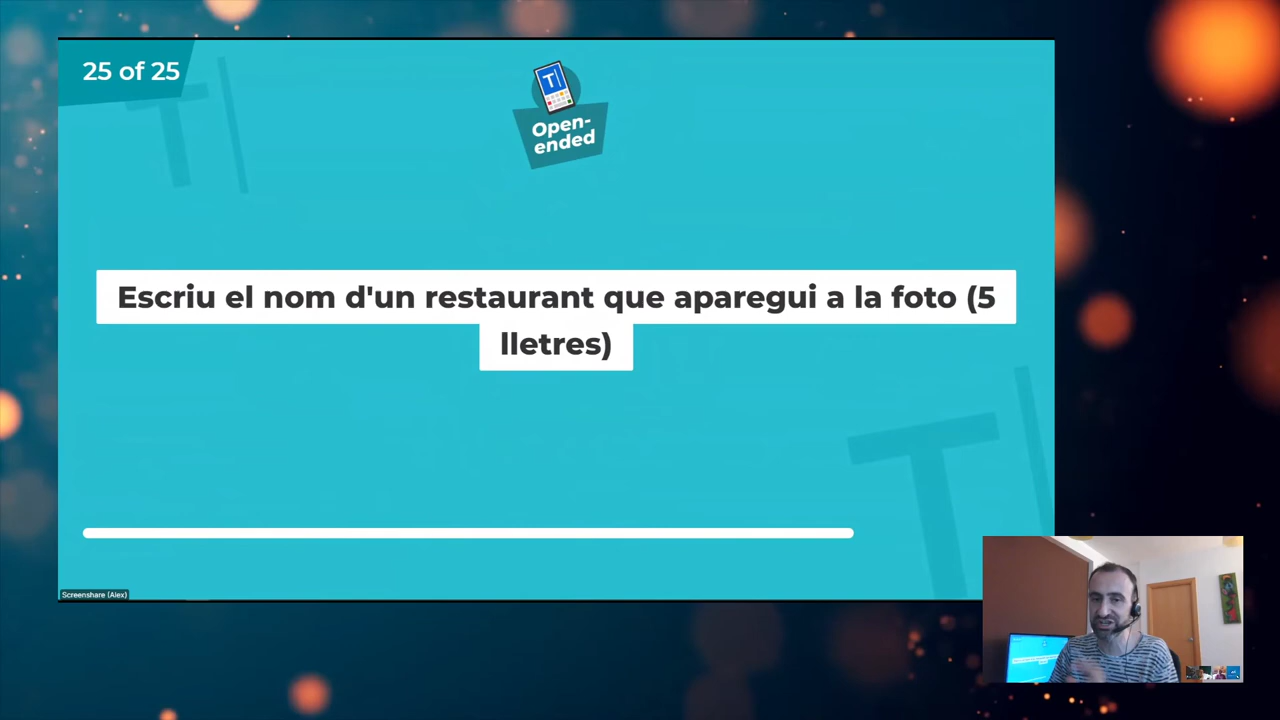 25 of 25
T
Open-
ended
Escriu el nom d'un restaurant que aparegui a la foto (5
lletres)
Screenshare (Alex)